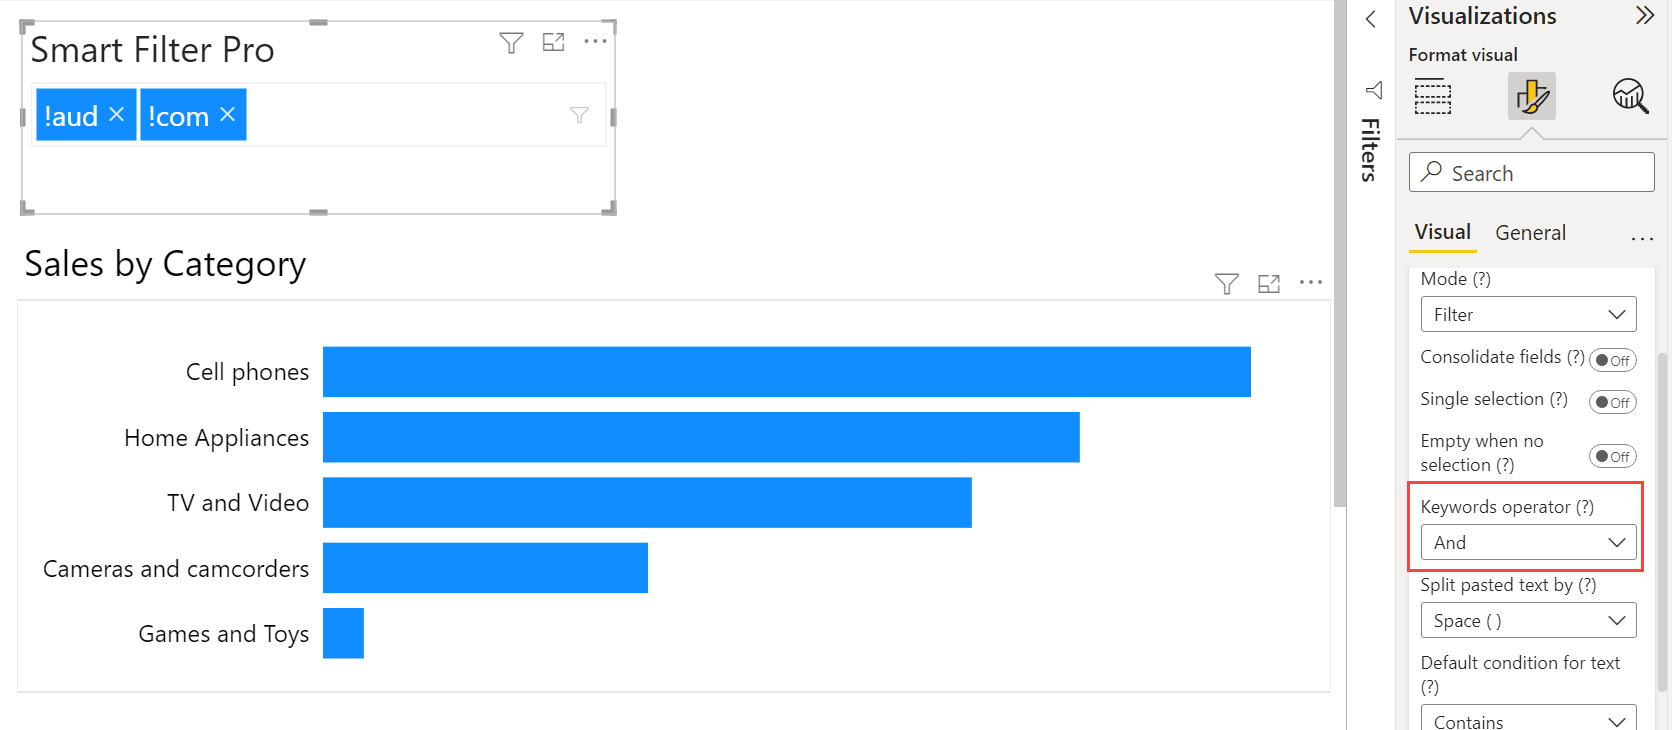 Smart Filter Pro
!aud
!com
Sales by Category
Cell phones
Home Appliances
TV and Video
Cameras and camcorders
Games and Toys
Filters
Visualizations
Format visual
Search
Visual General
Mode (?)
Filter
Consolidate fields (?) Off
Single selection (?) Off
Empty when no
selection (?) Off
Keywords operator (?)
And
Split pasted text by (?)
Space ( )
Default condition for text
(?)
Contains